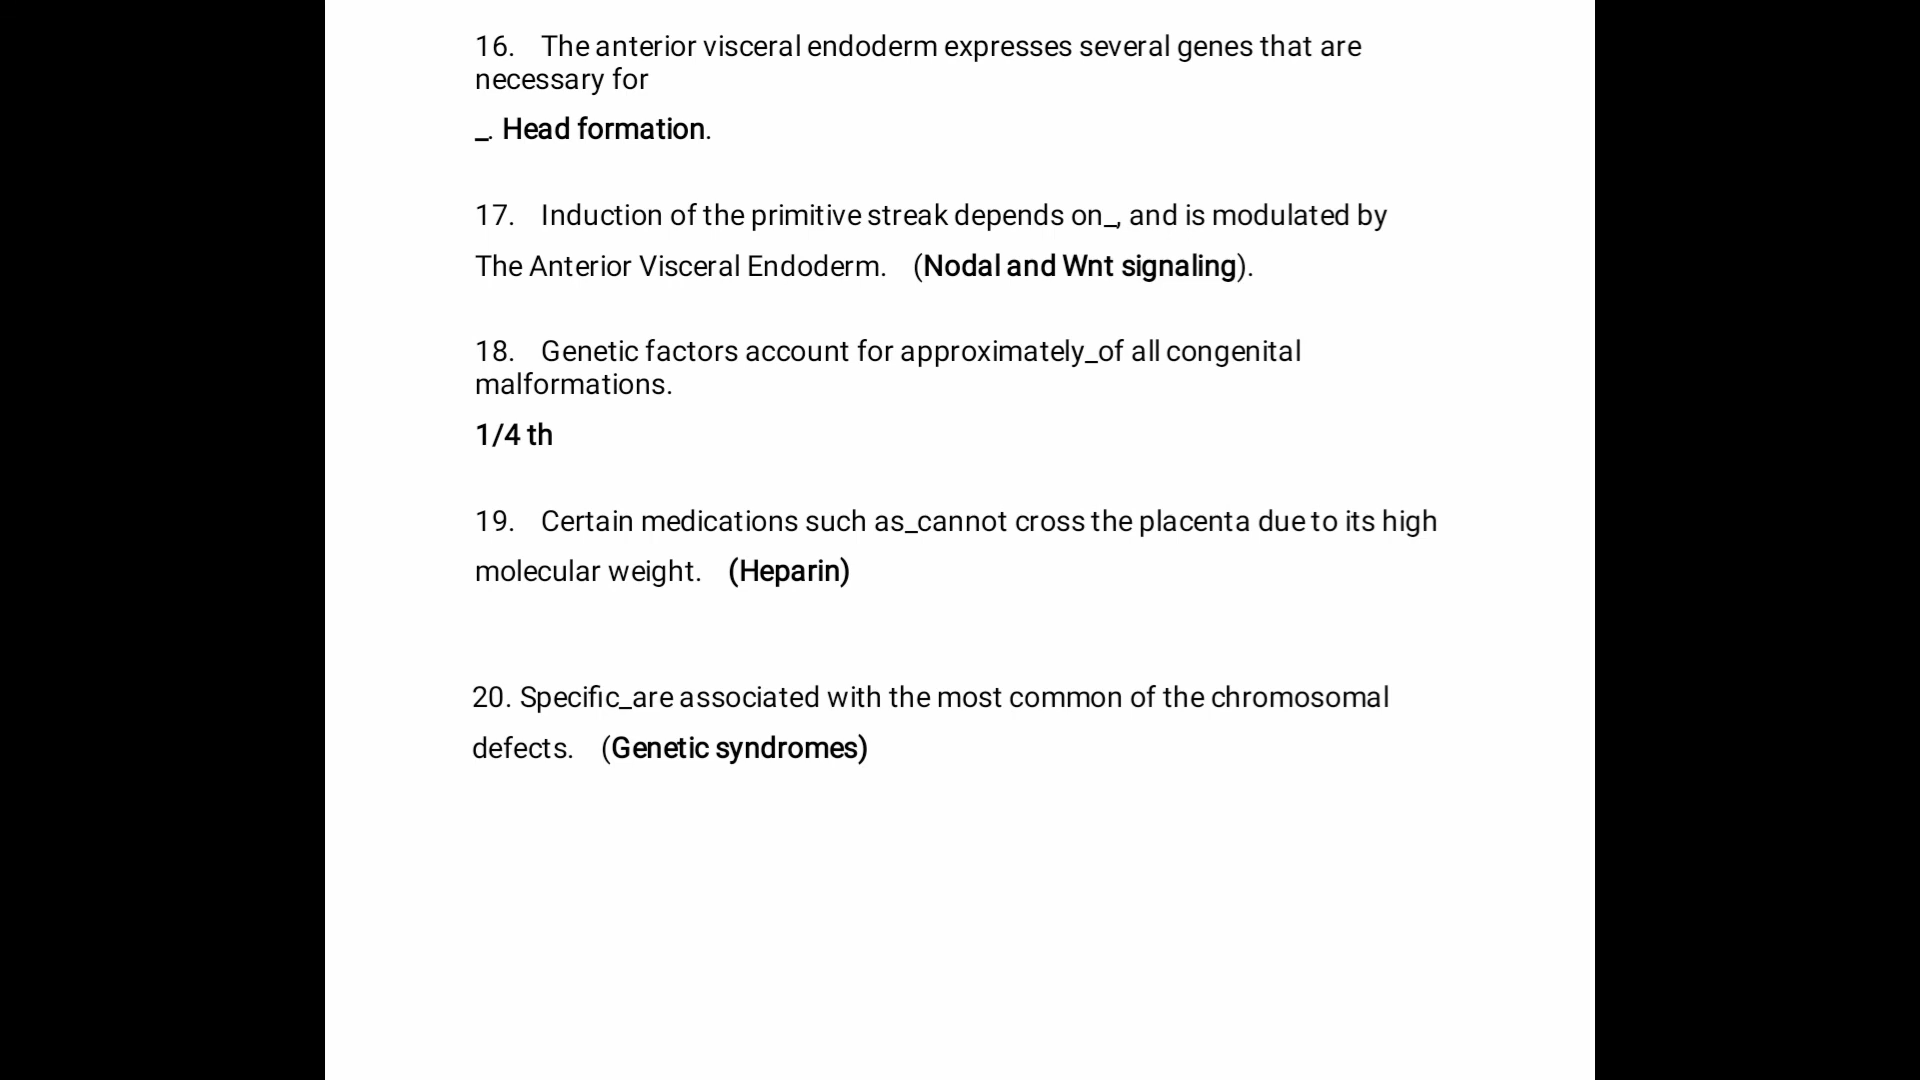 16. The anterior visceral endoderm expresses several genes that are
necessary for
_. Head formation.
17. Induction of the primitive streak depends on_, and is modulated by
The Anterior Visceral Endoderm. (Nodal and Wnt signaling).
18. Genetic factors account for approximately_of all congenital
malformations.
1/4 th
19. Certain medications such as_cannot cross the placenta due to its high
molecular weight. (Heparin)
20. Specific_are associated with the most common of the chromosomal
defects. (Genetic syndromes)